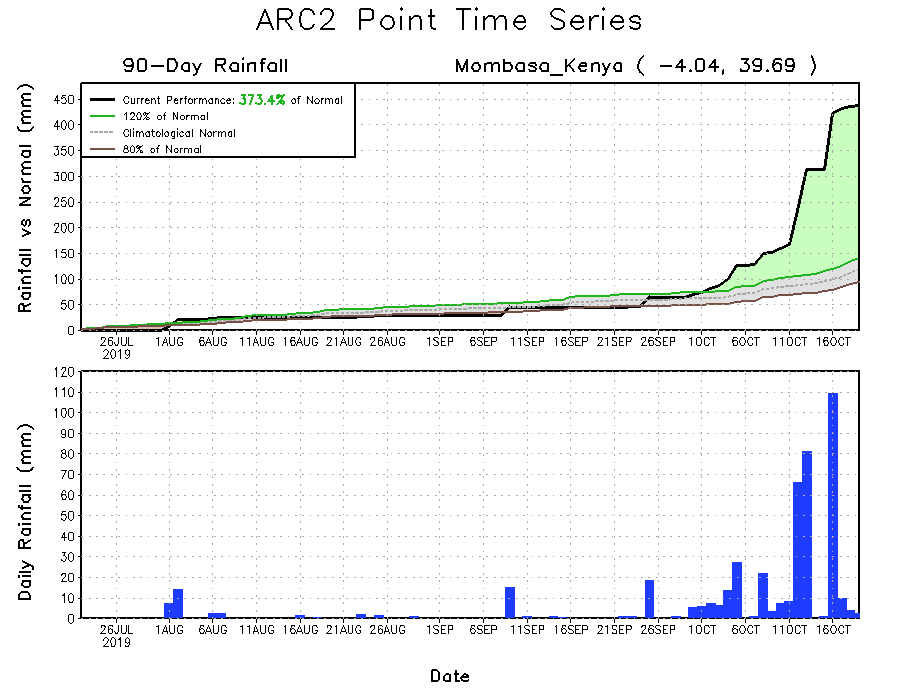 ARC2 Point Time Series
90-Day Rainfall
Mombasa_Kenya ( -4.04, 39.69 )
Rainfall vs Normal (mm)
Current Performance: 373.4% of Normal
120% of Normal
Climatological Normal
80% of Normal
450
400
350
300
250
200
150
100
50
0
26JUL 1AUG 6AUG 11AUG 16AUG 21AUG 26AUG 1SEP 6SEP 11SEP 16SEP 21SEP 26SEP 1OCT 6OCT 11OCT 16OCT
2019
Daily Rainfall (mm)
120
110
100
90
80
70
60
50
40
30
20
10
0
26JUL 1AUG 6AUG 11AUG 16AUG 21AUG 26AUG 1SEP 6SEP 11SEP 16SEP 21SEP 26SEP 1OCT 6OCT 11OCT 16OCT
2019
Date